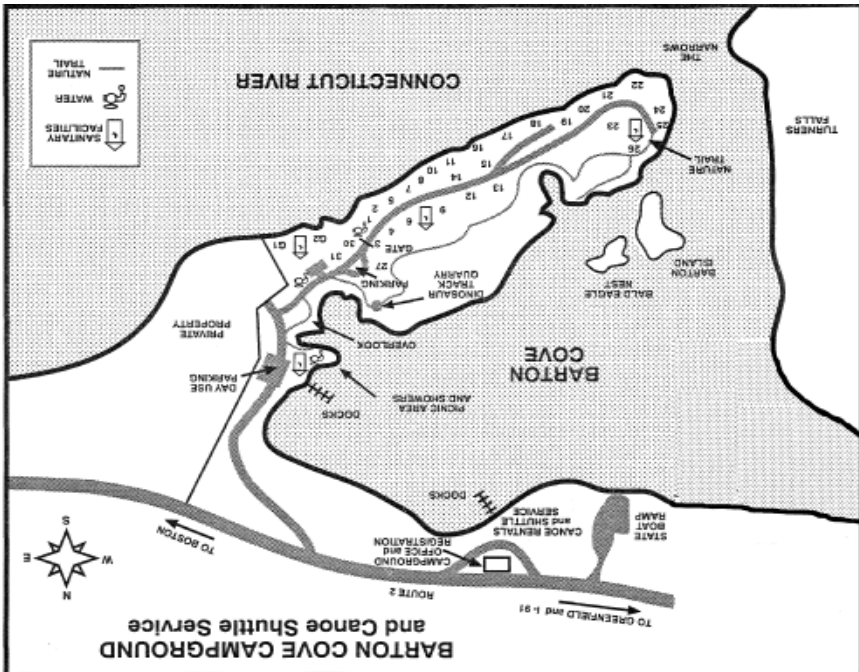 BARTON COVE CAMPGROUND
and Canoe Shuttle Service
TO GREENFIELD and I-91
ROUTE 2
N
W
E
S
CAMPGROUND
OFFICE and
REGISTRATION
TO BOSTON
STATE
BOAT
RAMP
CANOE RENTALS
and SHUTTLE
SERVICE
DOCKS
DOCKS
PICNIC AREA
AND SHOWERS
DAY USE
PARKING
BARTON
COVE
OVERLOOK
PRIVATE
PROPERTY
DINOSAUR
TRACK
QUARRY
PARKING
BARTON
ISLAND
BALD EAGLE
NEST
27
31
GATE
3
30
G2
G1
4
1
6
9
2
5
12
7
13
8
14
10
11
15
16
NATURE
TRAIL
26
25
24
23
19
18
17
20
21
22
TURNERS
FALLS
THE
NARROWS
CONNECTICUT RIVER
SANITARY
FACILITIES
WATER
NATURE
TRAIL